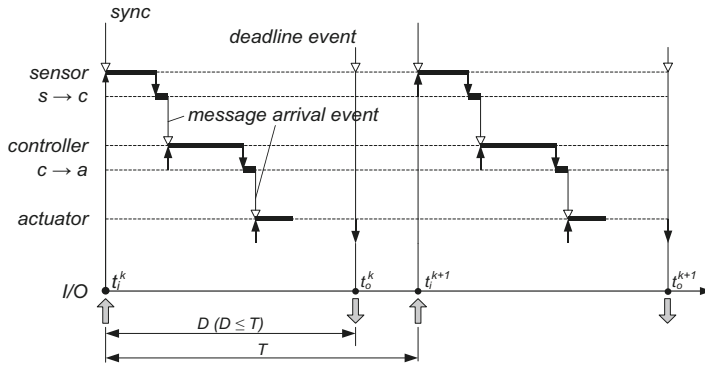 sync
deadline event
sensor
s → c
message arrival event
controller
c → a
actuator
I/O
t_i^k
t_o^k
t_i^{k+1}
t_o^{k+1}
D (D ≤ T)
T